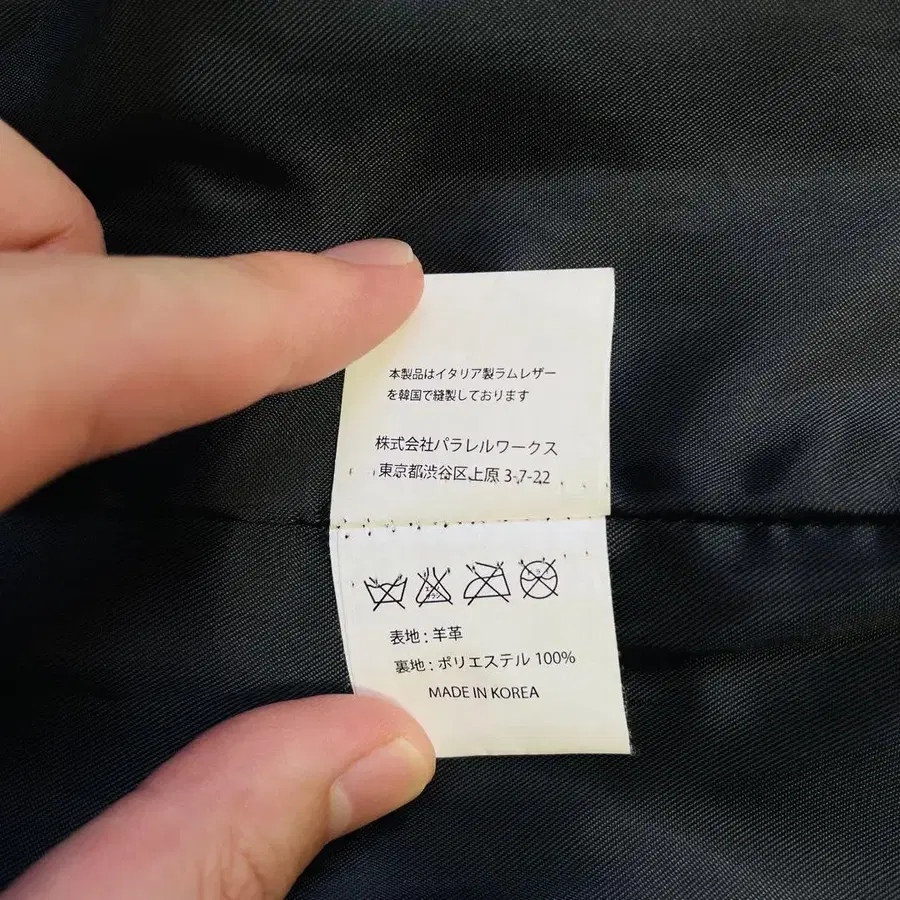 本製品はイタリア製ラムレザー
を韓国で縫製しております
株式会社パラレルワークス
東京都渋谷区上原 3-7-22
表地 : 羊革
裏地 : ポリエステル 100%
MADE IN KOREA